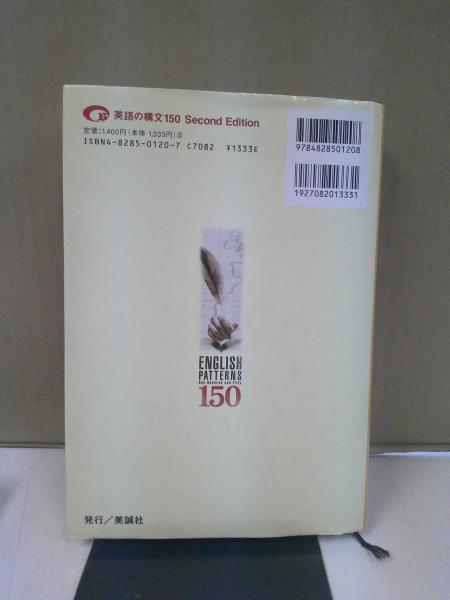 英語の構文150 Second Edition
定価:1,400円(本体 1,333円)⑤
ISBN4-8285-0120-7 C7082 ¥1333E
9784828501208
1927082013331
ENGLISH
PATTERNS
One Hundred and Fifty
150
発行/美誠社